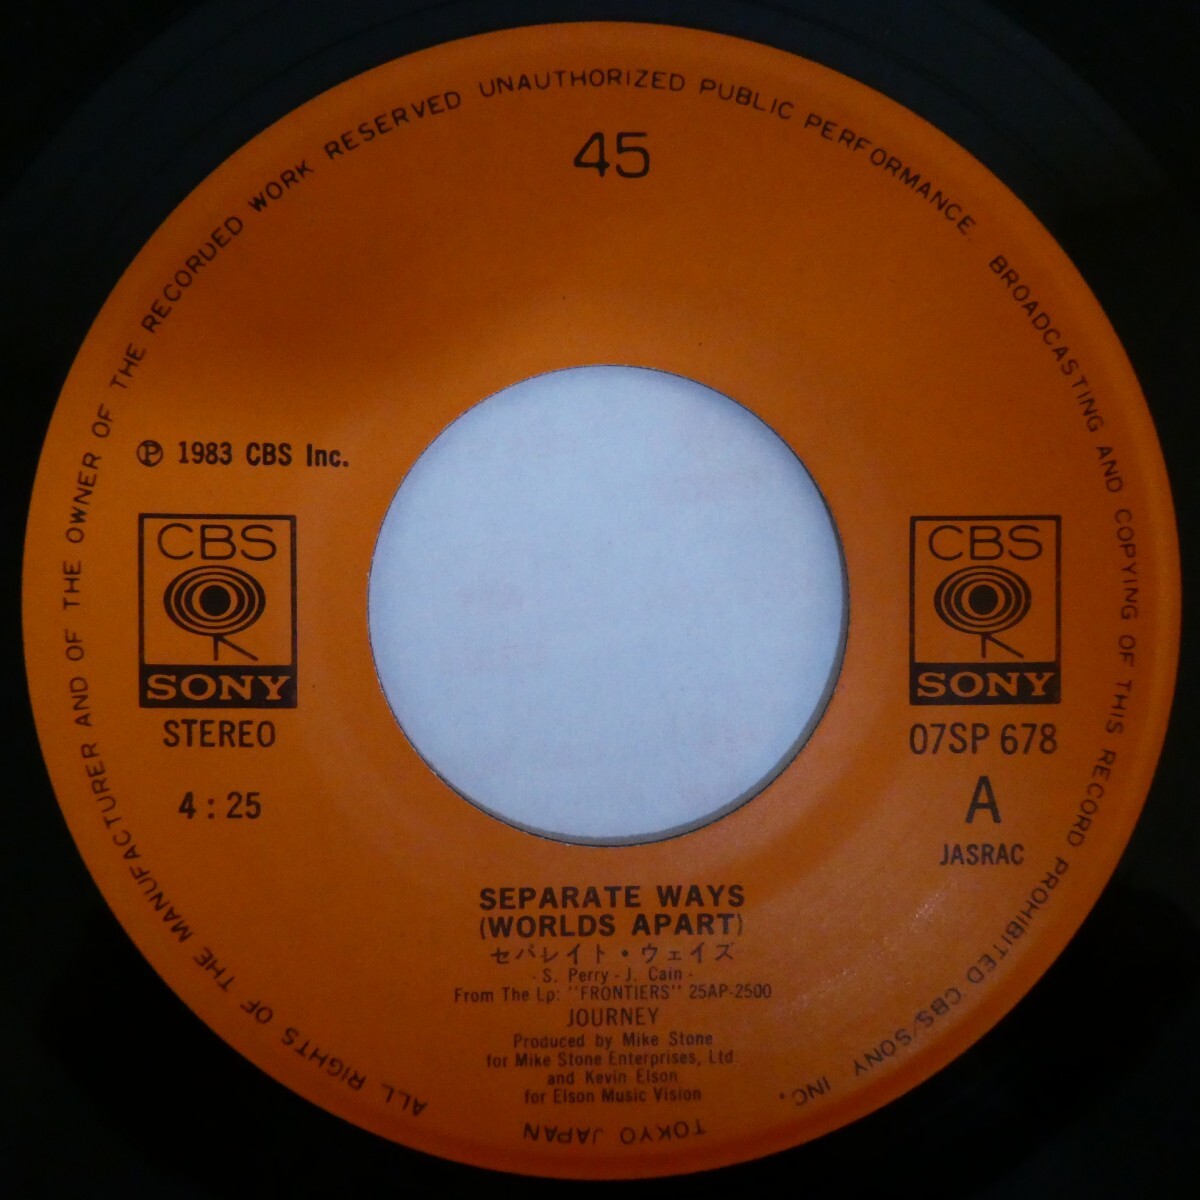 ALL RIGHTS OF THE MANUFACTURER AND OF THE OWNER OF THE RECORDED WORK RESERVED UNAUTHORIZED PUBLIC PERFORMANCE. BROADCASTING AND COPYING OF THIS RECORD PROHIBITED CBS/SONY INC.
TOKYO JAPAN
45
Ⓟ 1983 CBS Inc.
CBS
SONY
STEREO
4 : 25
CBS
SONY
07SP 678
A
JASRAC
SEPARATE WAYS
(WORLDS APART)
セパレイト・ウェイズ
- S. Perry - J. Cain -
From The Lp: "FRONTIERS" 25AP-2500
JOURNEY
Produced by Mike Stone
for Mike Stone Enterprises, Ltd.
and Kevin Elson
for Elson Music Vision